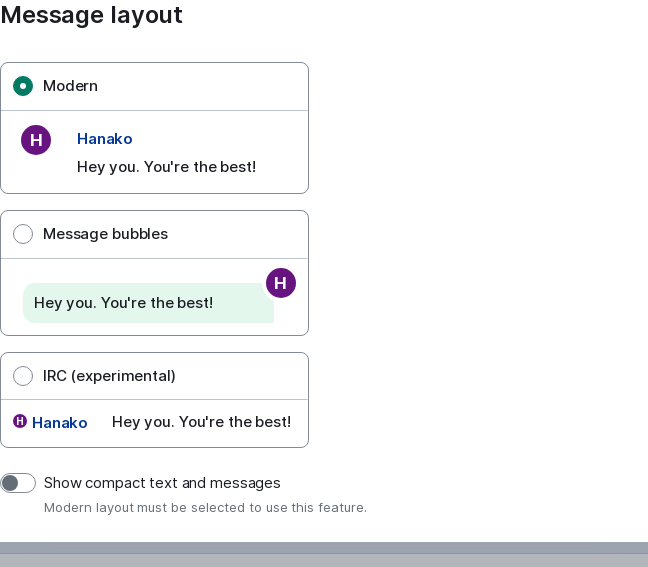 Message layout
Modern
H
Hanako
Hey you. You're the best!
Message bubbles
H
Hey you. You're the best!
IRC (experimental)
H Hanako Hey you. You're the best!
Show compact text and messages
Modern layout must be selected to use this feature.